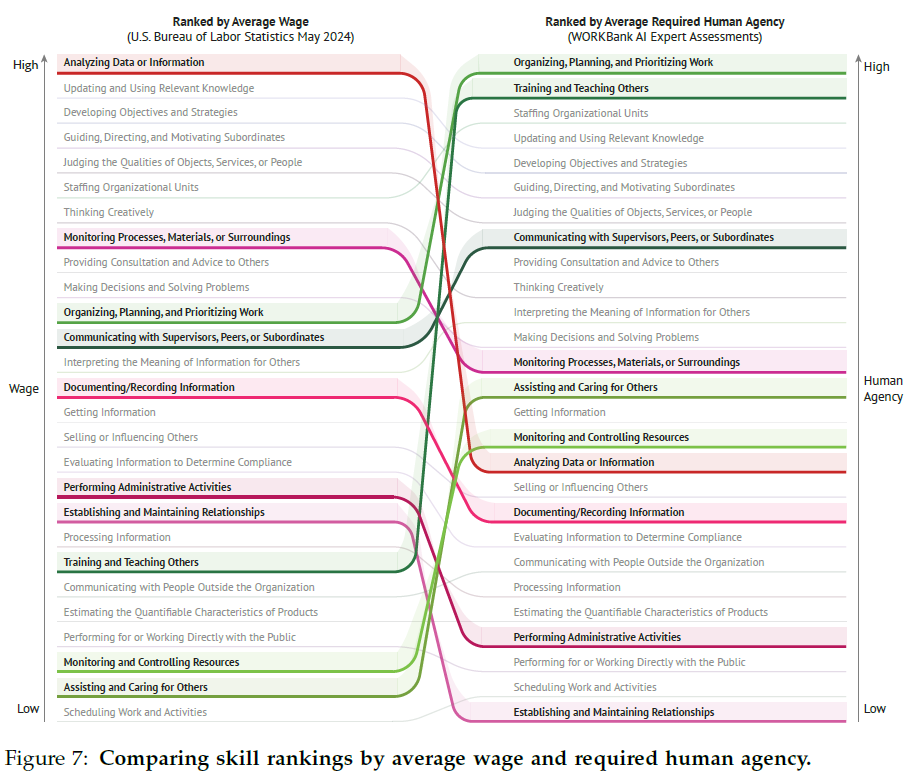 Ranked by Average Wage
(U.S. Bureau of Labor Statistics May 2024)
High
Analyzing Data or Information
Updating and Using Relevant Knowledge
Developing Objectives and Strategies
Guiding, Directing, and Motivating Subordinates
Judging the Qualities of Objects, Services, or People
Staffing Organizational Units
Thinking Creatively
Monitoring Processes, Materials, or Surroundings
Providing Consultation and Advice to Others
Making Decisions and Solving Problems
Organizing, Planning, and Prioritizing Work
Communicating with Supervisors, Peers, or Subordinates
Interpreting the Meaning of Information for Others
Wage
Documenting/Recording Information
Getting Information
Selling or Influencing Others
Evaluating Information to Determine Compliance
Performing Administrative Activities
Establishing and Maintaining Relationships
Processing Information
Training and Teaching Others
Communicating with People Outside the Organization
Estimating the Quantifiable Characteristics of Products
Performing for or Working Directly with the Public
Monitoring and Controlling Resources
Assisting and Caring for Others
Low
Scheduling Work and Activities
Ranked by Average Required Human Agency
(WORKBank AI Expert Assessments)
High
Organizing, Planning, and Prioritizing Work
Training and Teaching Others
Staffing Organizational Units
Updating and Using Relevant Knowledge
Developing Objectives and Strategies
Guiding, Directing, and Motivating Subordinates
Judging the Qualities of Objects, Services, or People
Communicating with Supervisors, Peers, or Subordinates
Providing Consultation and Advice to Others
Thinking Creatively
Interpreting the Meaning of Information for Others
Making Decisions and Solving Problems
Monitoring Processes, Materials, or Surroundings
Human
Agency
Assisting and Caring for Others
Getting Information
Monitoring and Controlling Resources
Analyzing Data or Information
Selling or Influencing Others
Documenting/Recording Information
Evaluating Information to Determine Compliance
Communicating with People Outside the Organization
Processing Information
Estimating the Quantifiable Characteristics of Products
Performing Administrative Activities
Performing for or Working Directly with the Public
Scheduling Work and Activities
Establishing and Maintaining Relationships
Low
Figure 7: Comparing skill rankings by average wage and required human agency.